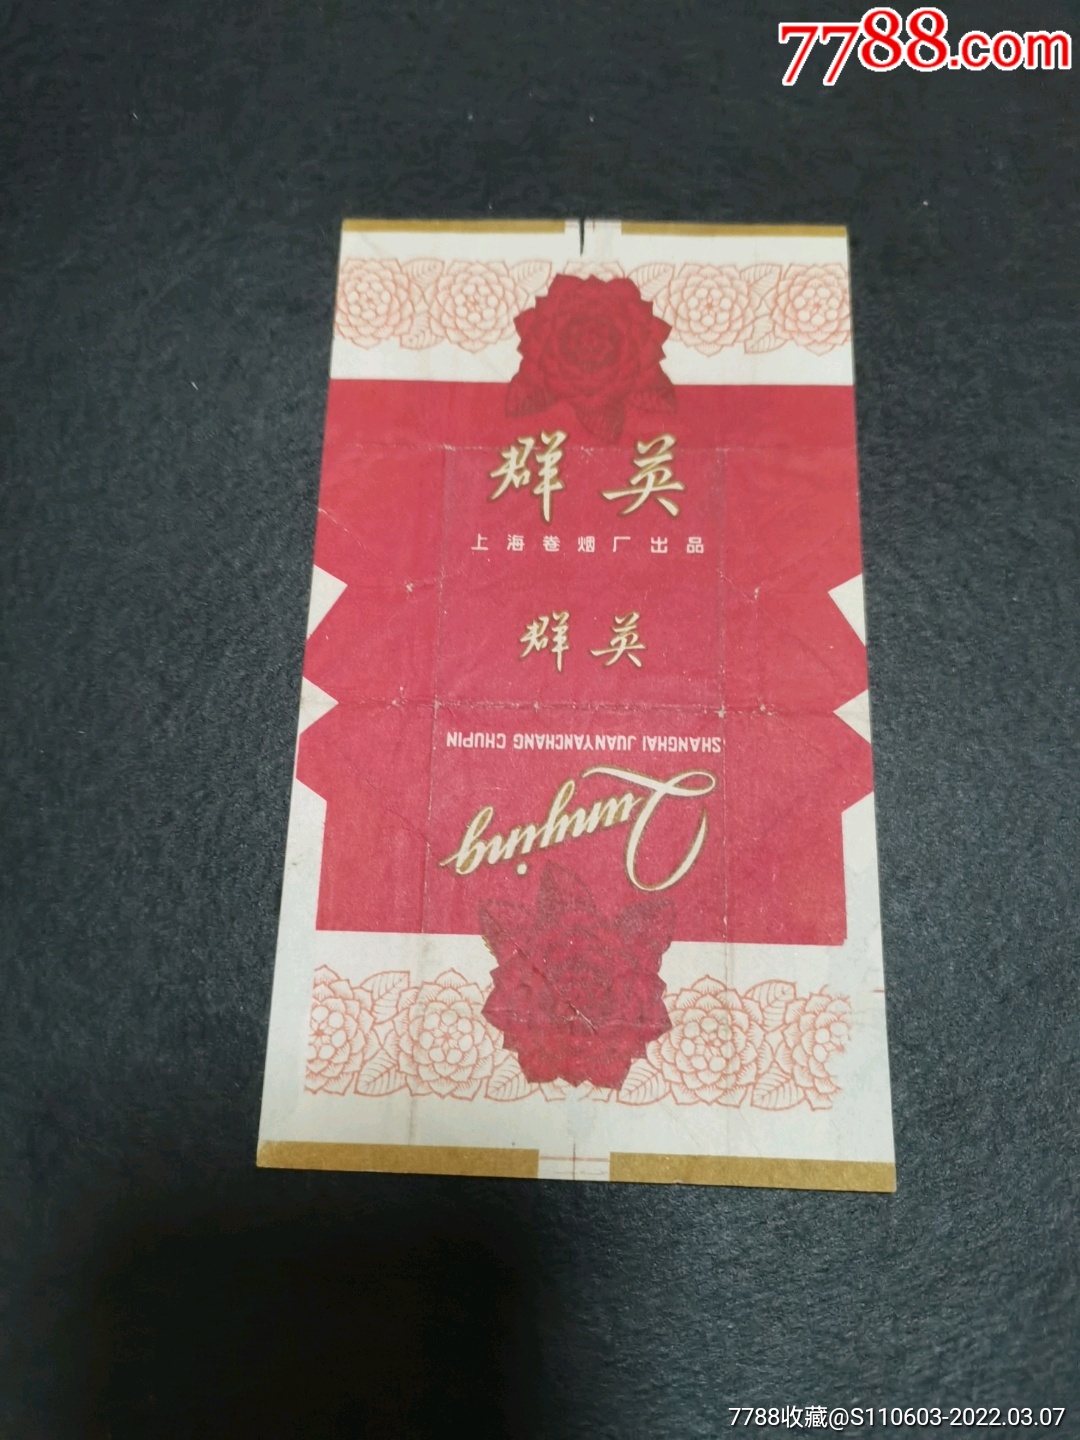 7788.com
群英
上海卷烟厂出品
群英
SHANGHAI JUANYANCHANG CHUPIN
Qunying
7788收藏@S110603-2022.03.07